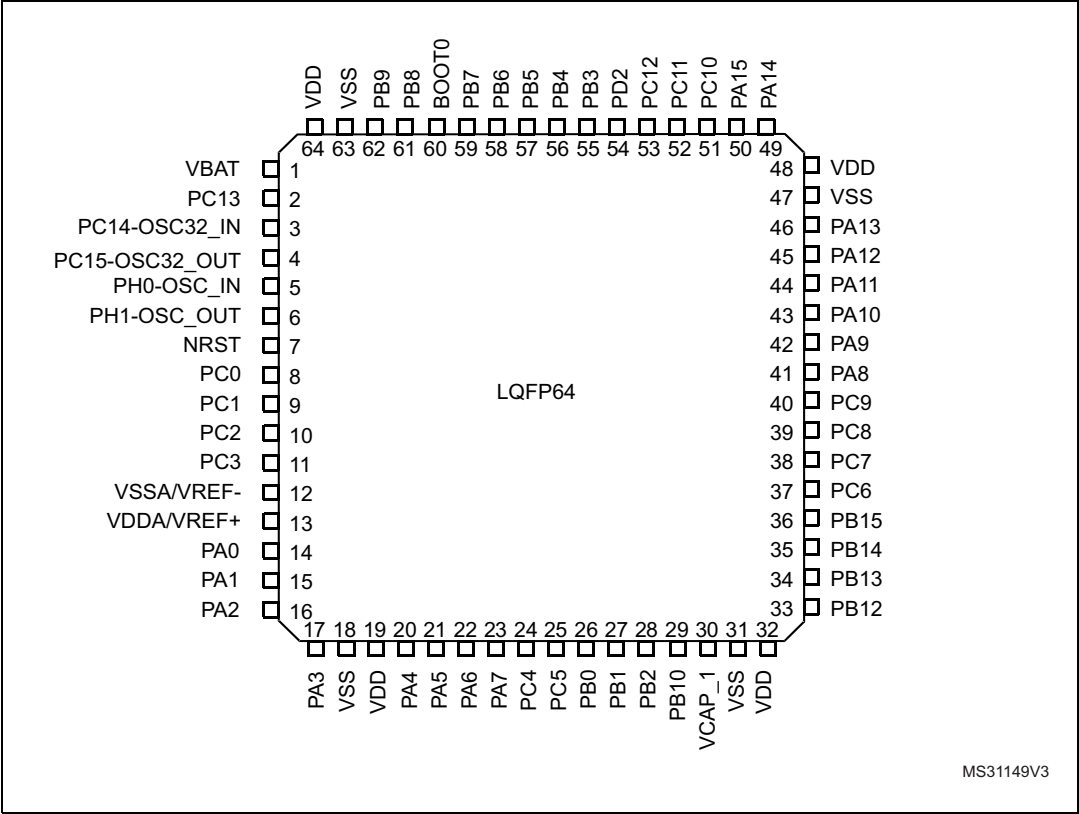 VDD VSS PB9 PB8 BOOT0 PB7 PB6 PB5 PB4 PB3 PD2 PC12 PC11 PC10 PA15 PA14
64 63 62 61 60 59 58 57 56 55 54 53 52 51 50 49
VBAT 1 48 VDD
PC13 2 47 VSS
PC14-OSC32_IN 3 46 PA13
PC15-OSC32_OUT 4 45 PA12
PH0-OSC_IN 5 44 PA11
PH1-OSC_OUT 6 43 PA10
NRST 7 42 PA9
PC0 8 41 PA8
LQFP64
PC1 9 40 PC9
PC2 10 39 PC8
PC3 11 38 PC7
VSSA/VREF- 12 37 PC6
VDDA/VREF+ 13 36 PB15
PA0 14 35 PB14
PA1 15 34 PB13
PA2 16 33 PB12
17 18 19 20 21 22 23 24 25 26 27 28 29 30 31 32
PA3 VSS VDD PA4 PA5 PA6 PA7 PC4 PC5 PB0 PB1 PB2 PB10 VCAP_1 VSS VDD
MS31149V3